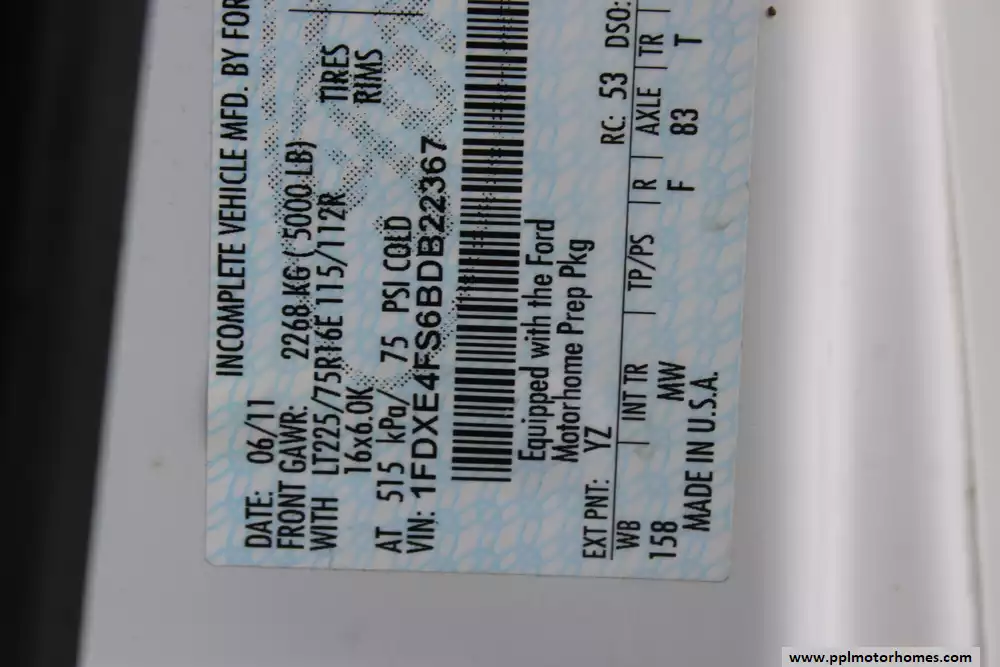 INCOMPLETE VEHICLE MFD. BY FOR
DATE: 06/11
FRONT GAWR: 2268 KG ( 5000 LB)
WITH LT225/75R16E 115/112R TIRES
16x6.0K RIMS
AT 515 kPa/ 75 PSI COLD
VIN: 1FDXE4FS6BDB22367
Equipped with the Ford
Motorhome Prep Pkg
EXT PNT: YZ RC: 53 DSO:
WB | INT TR | TP/PS | R | AXLE | TR |
158 MW F 83 T
MADE IN U.S.A.
www.pplmotorhomes.com